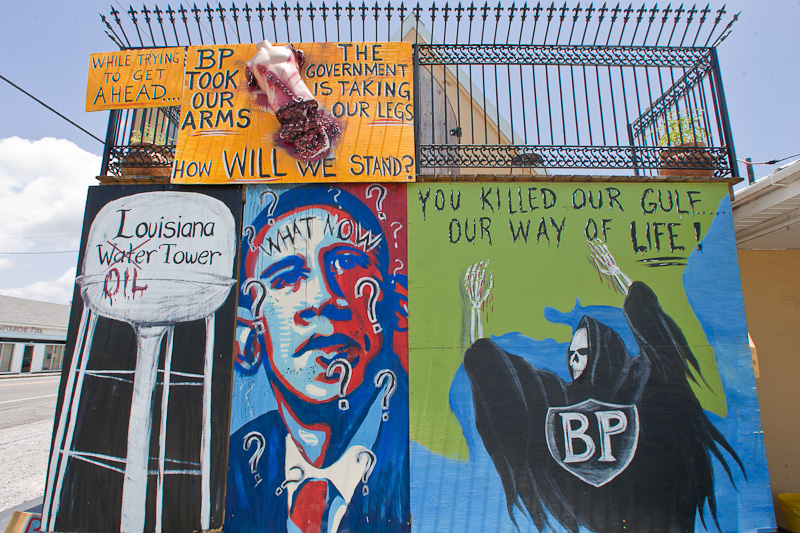 WHILE TRYING
TO GET
AHEAD....
BP
TOOK
OUR
ARMS
THE
GOVERNMENT
IS TAKING
OUR LEGS
HOW WILL WE STAND?
Louisiana
Water Tower
OIL
WHAT NOW
? ? ? ? ? ? ? ? ? ?
YOU KILLED OUR GULF....
OUR WAY OF LIFE!
BP